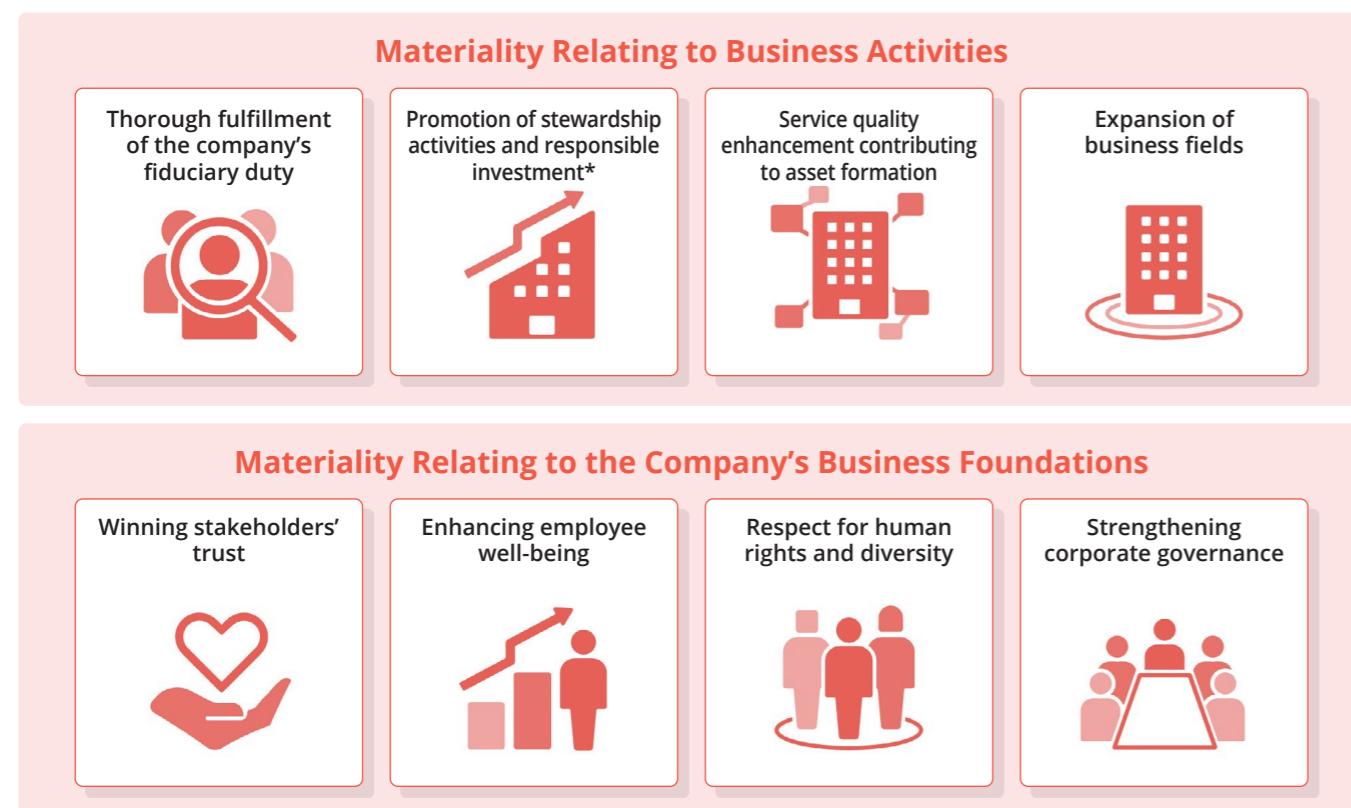 Materiality Relating to Business Activities
Thorough fulfillment
of the company’s
fiduciary duty
Promotion of stewardship
activities and responsible
investment*
Service quality
enhancement contributing
to asset formation
Expansion of
business fields
Materiality Relating to the Company’s Business Foundations
Winning stakeholders’
trust
Enhancing employee
well-being
Respect for human
rights and diversity
Strengthening
corporate governance